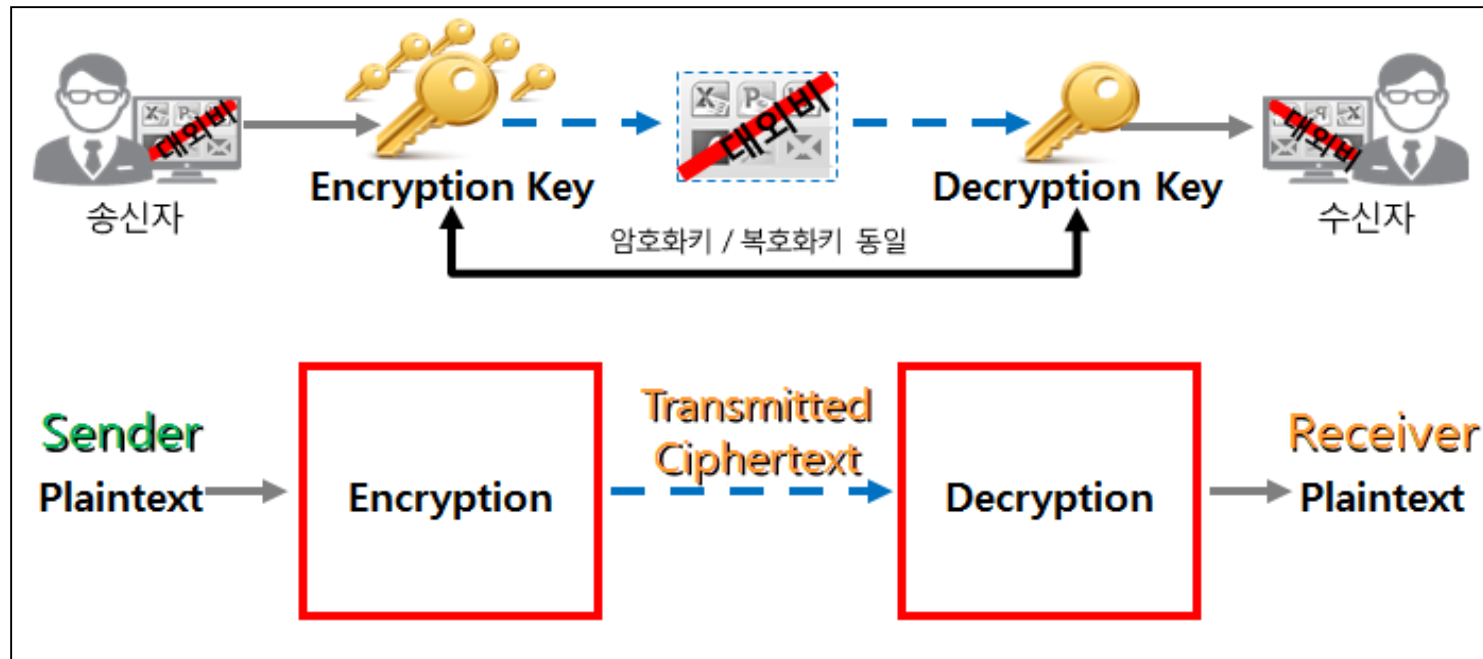 대외비
대외비
대외비
Encryption Key
Decryption Key
송신자
암호화키 / 복호화키 동일
수신자
Sender
Transmitted
Ciphertext
Receiver
Plaintext
Encryption
Decryption
Plaintext